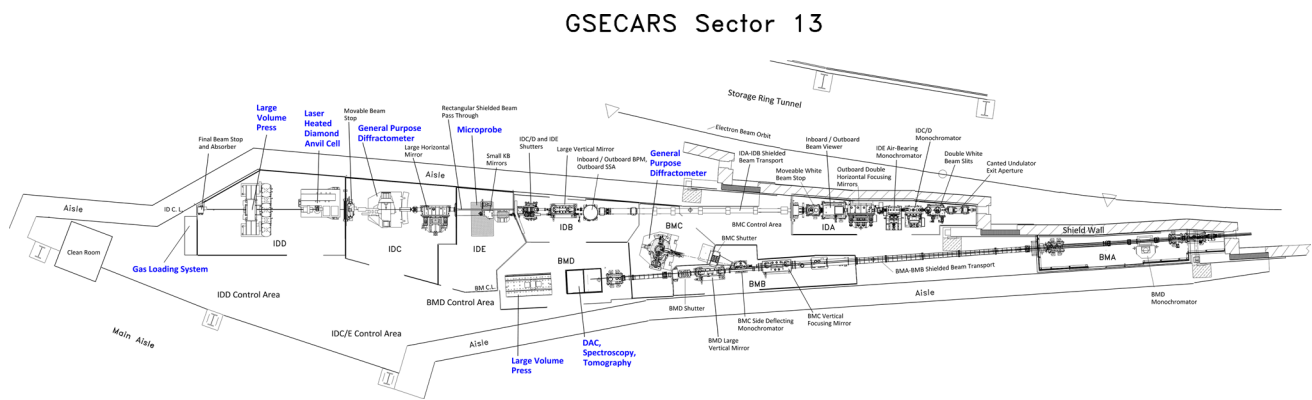 GSECARS Sector 13
Storage Ring Tunnel
Large
Volume
Press
Laser
Heated
Diamond
Anvil Cell
Movable Beam
Stop
Rectangular Shielded Beam
Pass Through
General Purpose
Diffractometer
Microprobe
IDC/D and IDE
Shutters
Large Vertical Mirror
Electron Beam Orbit
IDC/D
Monochromator
Final Beam Stop
and Absorber
Large Horizontal
Mirror
Small KB
Mirrors
Inboard / Outboard BPM,
Outboard SSA
General
Purpose
Diffractometer
IDA-IDB Shielded
Beam Transport
Inboard / Outboard
Beam Viewer
IDE Air-Bearing
Monochromator
Double White
Beam Slits
Moveable White
Beam Stop
Outboard Double
Horizontal Focusing
Mirrors
Canted Undulator
Exit Aperture
Aisle
Aisle
ID C.L.
IDD
IDC
IDE
IDB
BMC
BMC Control Area
IDA
Shield Wall
Clean Room
Gas Loading System
BMD
BMC Shutter
BMA
IDD Control Area
BM C.L.
BMD Control Area
BMB
BMA-BMB Shielded Beam Transport
Aisle
BMD
Monochromator
Main Aisle
IDC/E Control Area
Aisle
BMD Shutter
BMC Side Deflecting
Monochromator
BMC Vertical
Focusing Mirror
BMD Large
Vertical Mirror
Large Volume
Press
DAC,
Spectroscopy,
Tomography